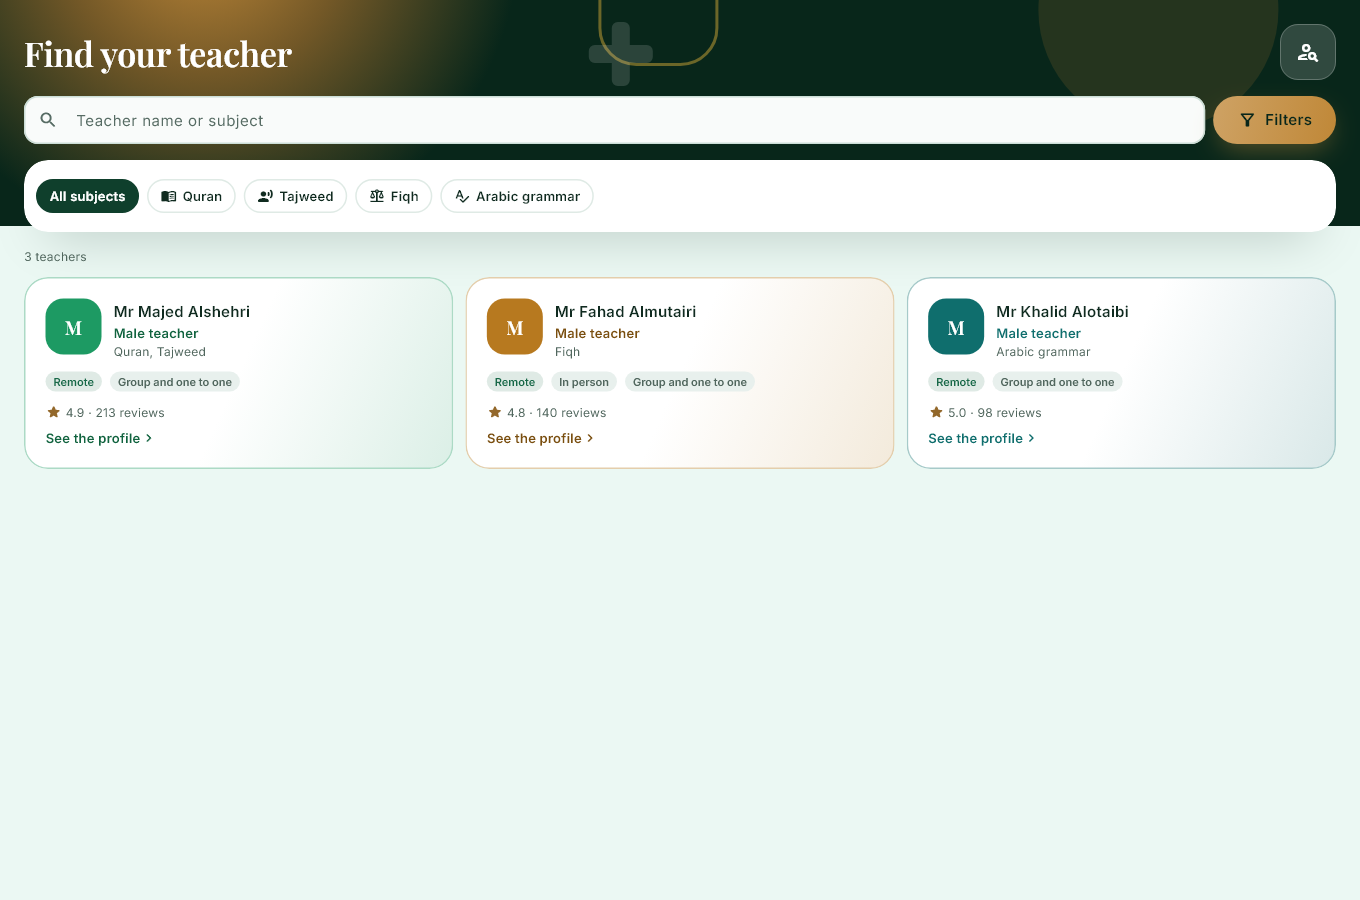 Find your teacher
Teacher name or subject
Filters
All subjects
Quran
Tajweed
Fiqh
Arabic grammar
3 teachers
M
Mr Majed Alshehri
Male teacher
Quran, Tajweed
Remote
Group and one to one
4.9 · 213 reviews
See the profile
M
Mr Fahad Almutairi
Male teacher
Fiqh
Remote
In person
Group and one to one
4.8 · 140 reviews
See the profile
M
Mr Khalid Alotaibi
Male teacher
Arabic grammar
Remote
Group and one to one
5.0 · 98 reviews
See the profile